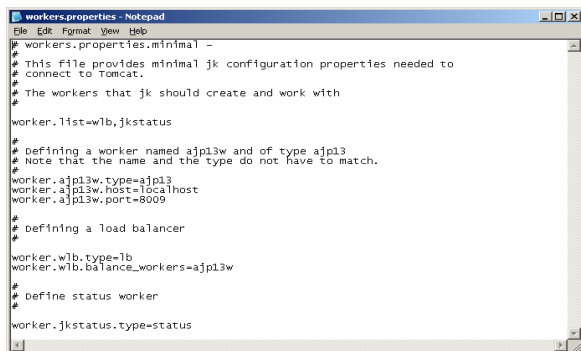 workers.properties - Notepad
File Edit Format View Help
# workers.properties.minimal -
#
# This file provides minimal jk configuration properties needed to
# connect to Tomcat.
#
# The workers that jk should create and work with
#
worker.list=wlb,jkstatus
#
# Defining a worker named ajp13w and of type ajp13
# Note that the name and the type do not have to match.
#
worker.ajp13w.type=ajp13
worker.ajp13w.host=localhost
worker.ajp13w.port=8009
#
# Defining a load balancer
#
worker.wlb.type=lb
worker.wlb.balance_workers=ajp13w
#
# Define status worker
#
worker.jkstatus.type=status